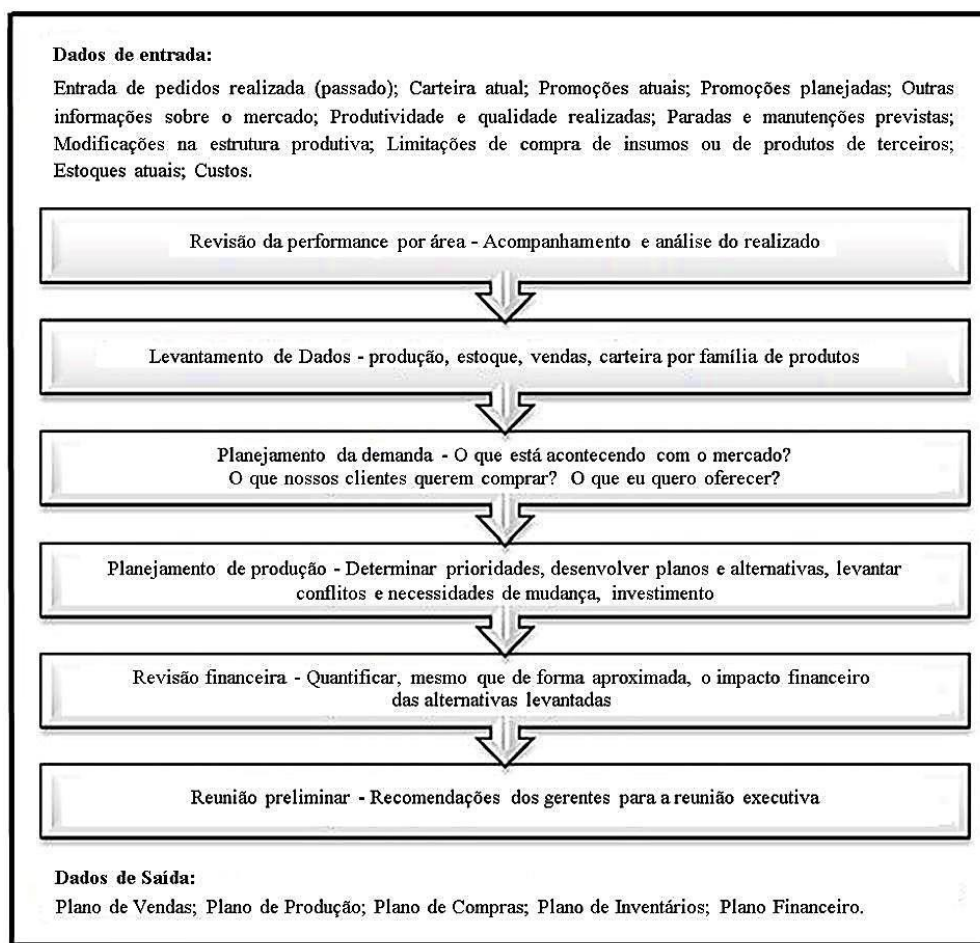 Dados de entrada:
Entrada de pedidos realizada (passado); Carteira atual; Promoções atuais; Promoções planejadas; Outras
informações sobre o mercado; Produtividade e qualidade realizadas; Paradas e manutenções previstas;
Modificações na estrutura produtiva; Limitações de compra de insumos ou de produtos de terceiros;
Estoques atuais; Custos.
Revisão da performance por área - Acompanhamento e análise do realizado
Levantamento de Dados - produção, estoque, vendas, carteira por família de produtos
Planejamento da demanda - O que está acontecendo com o mercado?
O que nossos clientes querem comprar? O que eu quero oferecer?
Planejamento de produção - Determinar prioridades, desenvolver planos e alternativas, levantar
conflitos e necessidades de mudança, investimento
Revisão financeira - Quantificar, mesmo que de forma aproximada, o impacto financeiro
das alternativas levantadas
Reunião preliminar - Recomendações dos gerentes para a reunião executiva
Dados de Saída:
Plano de Vendas; Plano de Produção; Plano de Compras; Plano de Inventários; Plano Financeiro.